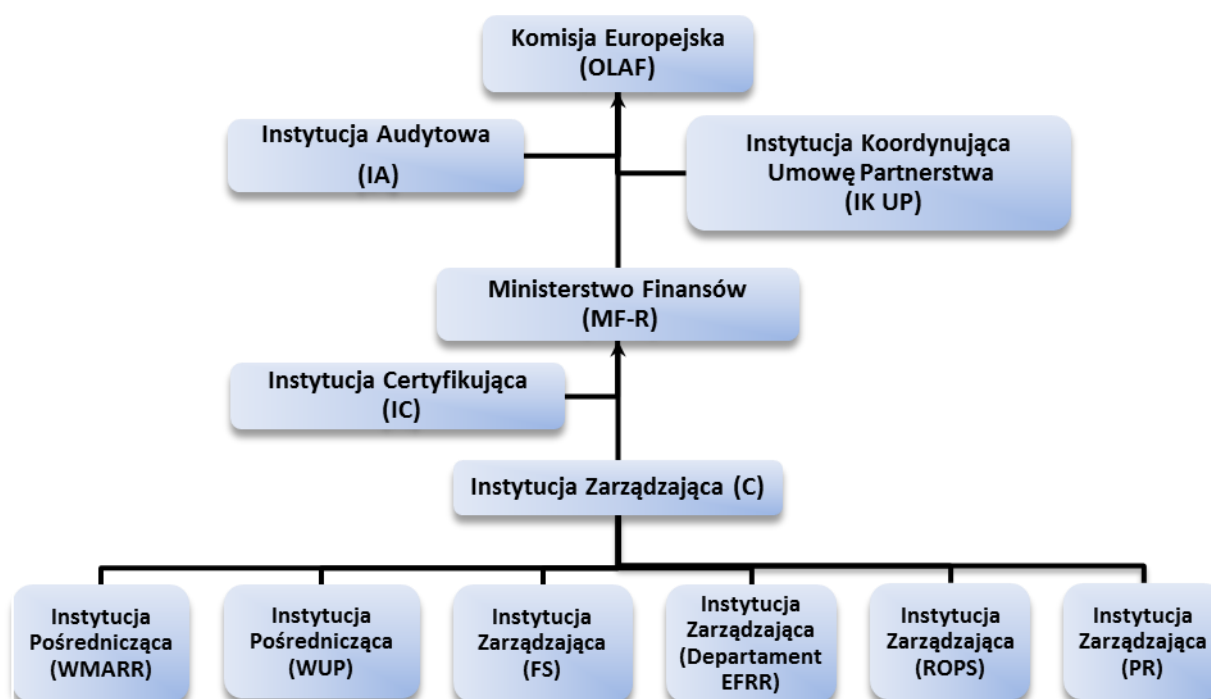 Komisja Europejska
(OLAF)
Instytucja Audytowa
(IA)
Instytucja Koordynująca
Umowę Partnerstwa
(IK UP)
Ministerstwo Finansów
(MF-R)
Instytucja Certyfikująca
(IC)
Instytucja Zarządzająca (C)
Instytucja
Pośrednicząca
(WMARR)
Instytucja
Pośrednicząca
(WUP)
Instytucja
Zarządzająca
(FS)
Instytucja
Zarządzająca
(Departament
EFRR)
Instytucja
Zarządzająca
(ROPS)
Instytucja
Zarządzająca
(PR)